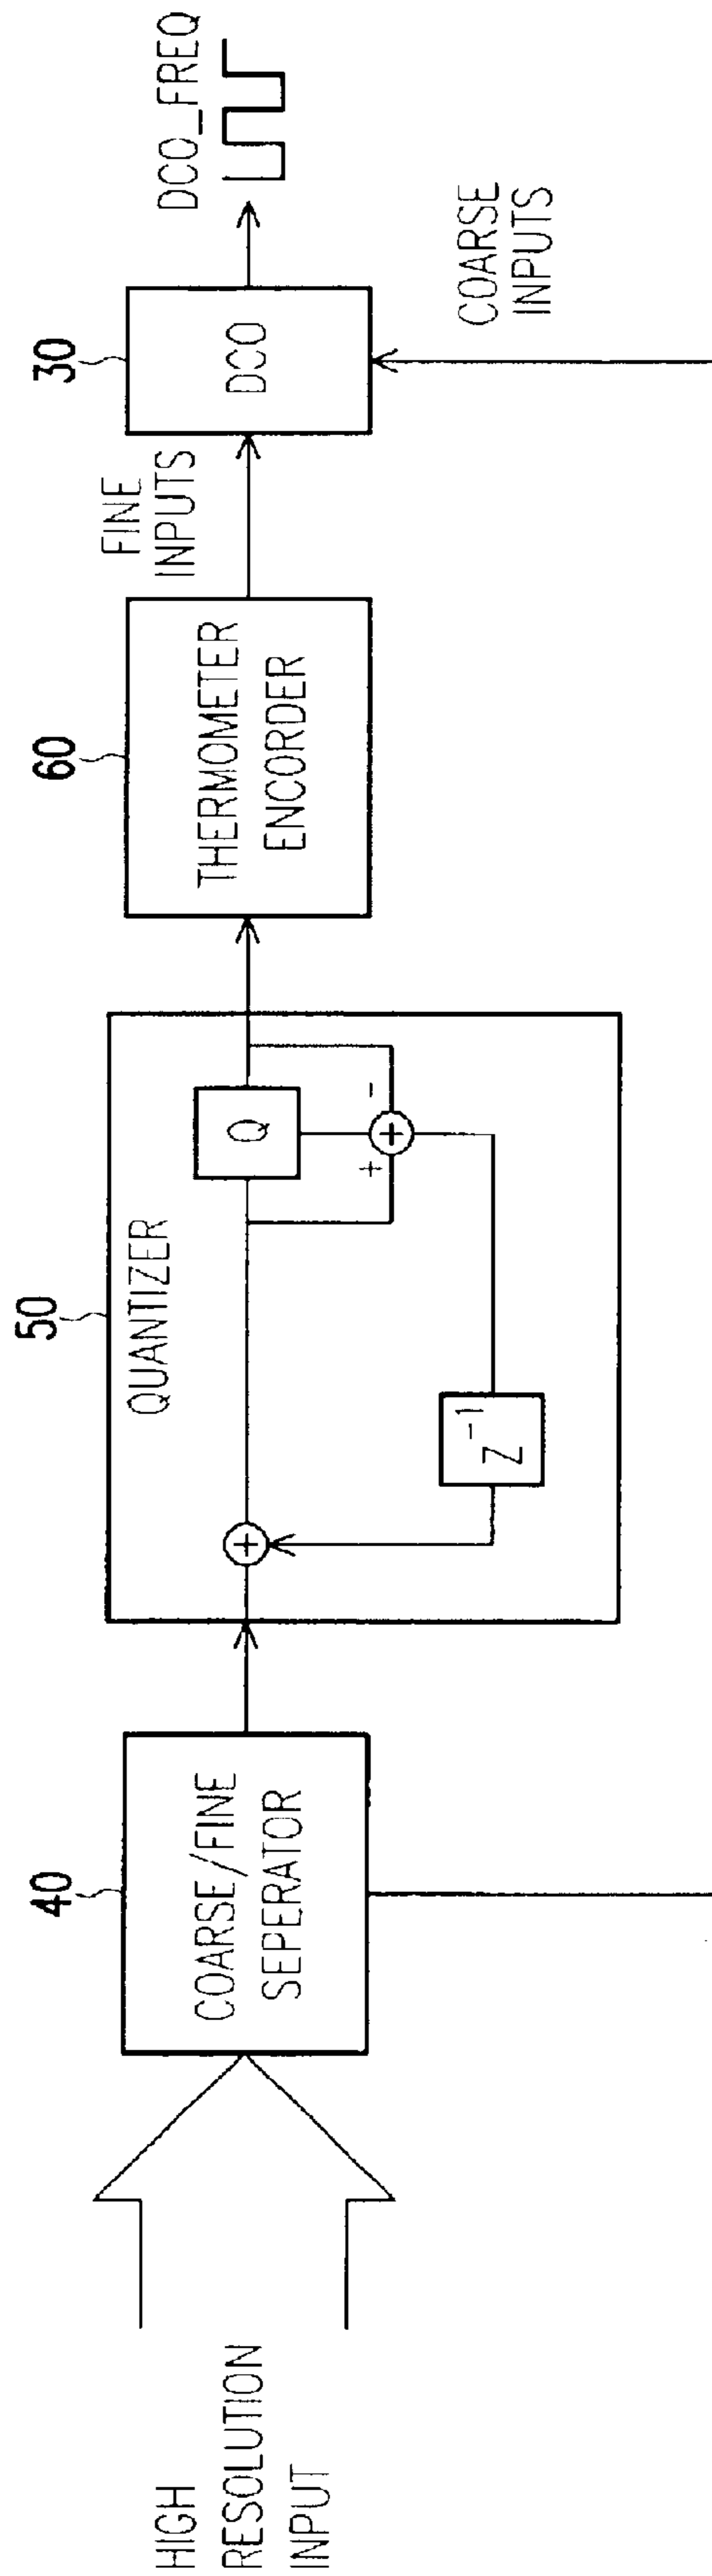 HIGH
RESOLUTION
INPUT
40
COARSE/FINE
SEPERATOR
50
QUANTIZER
+
Q
+
-
+
Z-1
60
THERMOMETER
ENCORDER
FINE
INPUTS
30
DCO
DCO_FREQ
COARSE
INPUTS